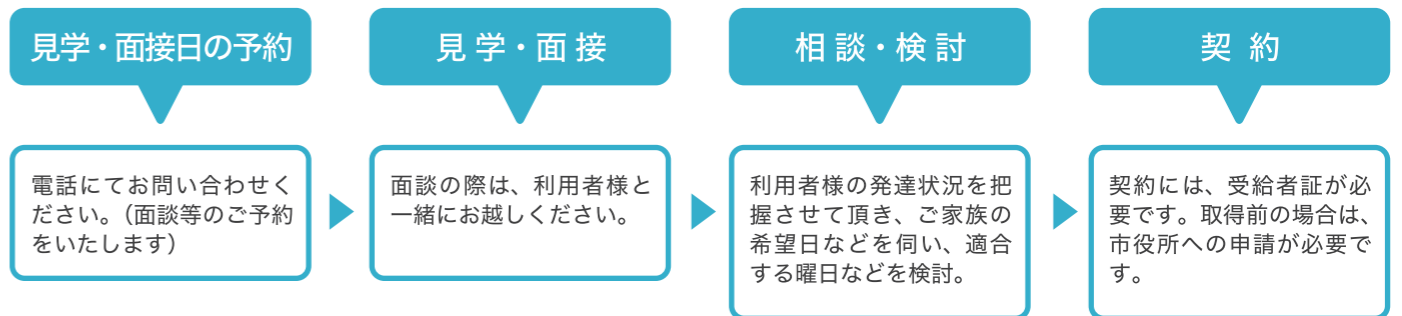 見学・面接日の予約
電話にてお問い合わせく
ださい。（面談等のご予約
をいたします）
見学・面接
面談の際は、利用者様と
一緒にお越しください。
相談・検討
利用者様の発達状況を把
握させて頂き、ご家族の
希望日などを伺い、適合
する曜日などを検討。
契約
契約には、受給者証が必
要です。取得前の場合は、
市役所への申請が必要で
す。